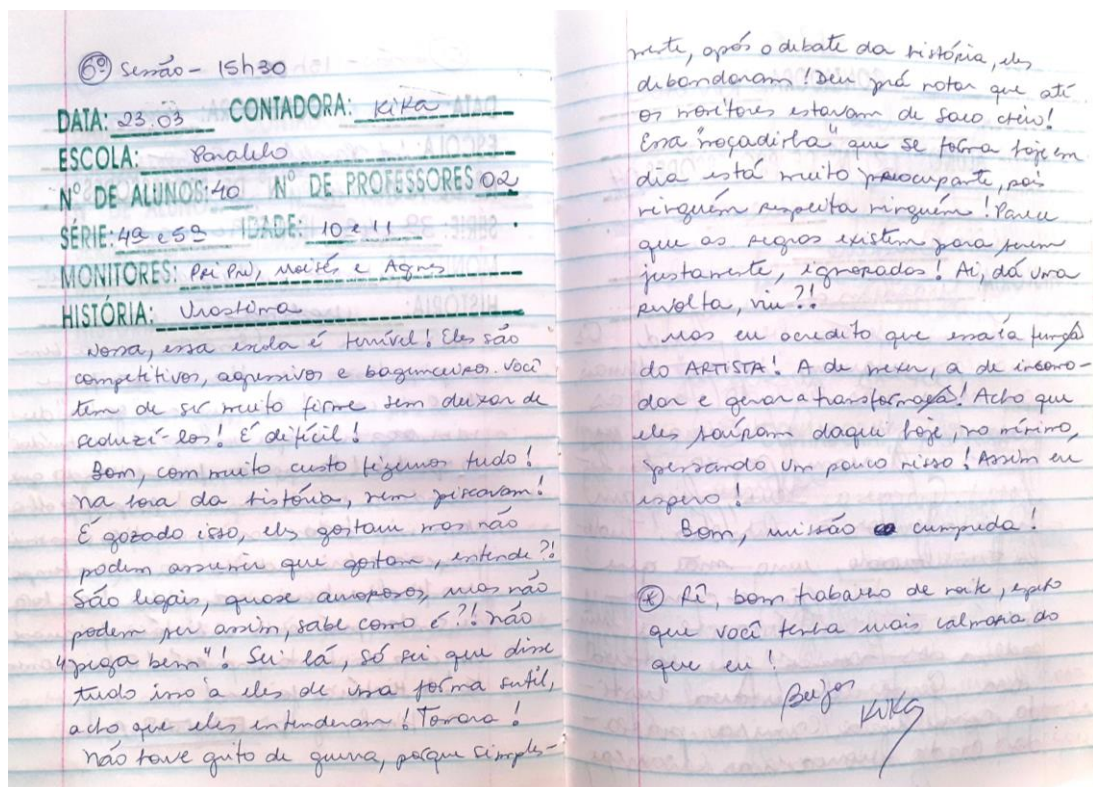 6ª Sessão - 15h30
DATA: 23.03 CONTADORA: Kika
ESCOLA: Paralelo
Nº DE ALUNOS: 40 Nº DE PROFESSORES 02
SÉRIE: 4ª e 5ª IDADE: 10 e 11
MONITORES: Pri Pri, Moisés e Agnes
HISTÓRIA: Urostoma
Nossa, essa escola é terrível! Eles são
competitivos, agressivos e bagunceiros. Você
tem de ser muito firme sem deixar de
seduzí-los! É difícil!
Bom, com muito custo fizemos tudo!
Na hora da história, nem piscavam!
É gozado isso, eles gostam mas não
podem assumir que gostam, entende?!
São legais, quase amorosos, mas não
podem ser assim, sabe como é?! Não
"pega bem"! Sei lá, só sei que disse
tudo isso a eles de uma forma sutil,
acho que eles entenderam! Tomara!
Não houve grito de guerra, porque simples-
mente, após o debate da história, eles
debandaram! Deu prá notar que até
os monitores estavam de saco cheio!
Essa "moçadinha" que se forma hoje em
dia está muito preocupante, pois
ninguém respeita ninguém! Parece
que as regras existem para serem
justamente, ignoradas! Ai, dá uma
revolta, viu?!
Mas eu acredito que essa é a função
do ARTISTA! A de mexer, a de incomo-
dar e gerar a transformação! Acho que
eles saíram daqui hoje, no mínimo,
pensando um pouco nisso! Assim eu
espero!
Bom, missão cumprida!
* Rê, bom trabalho de noite, espero
que você tenha mais calmaria do
que eu!
Beijos
KIKA